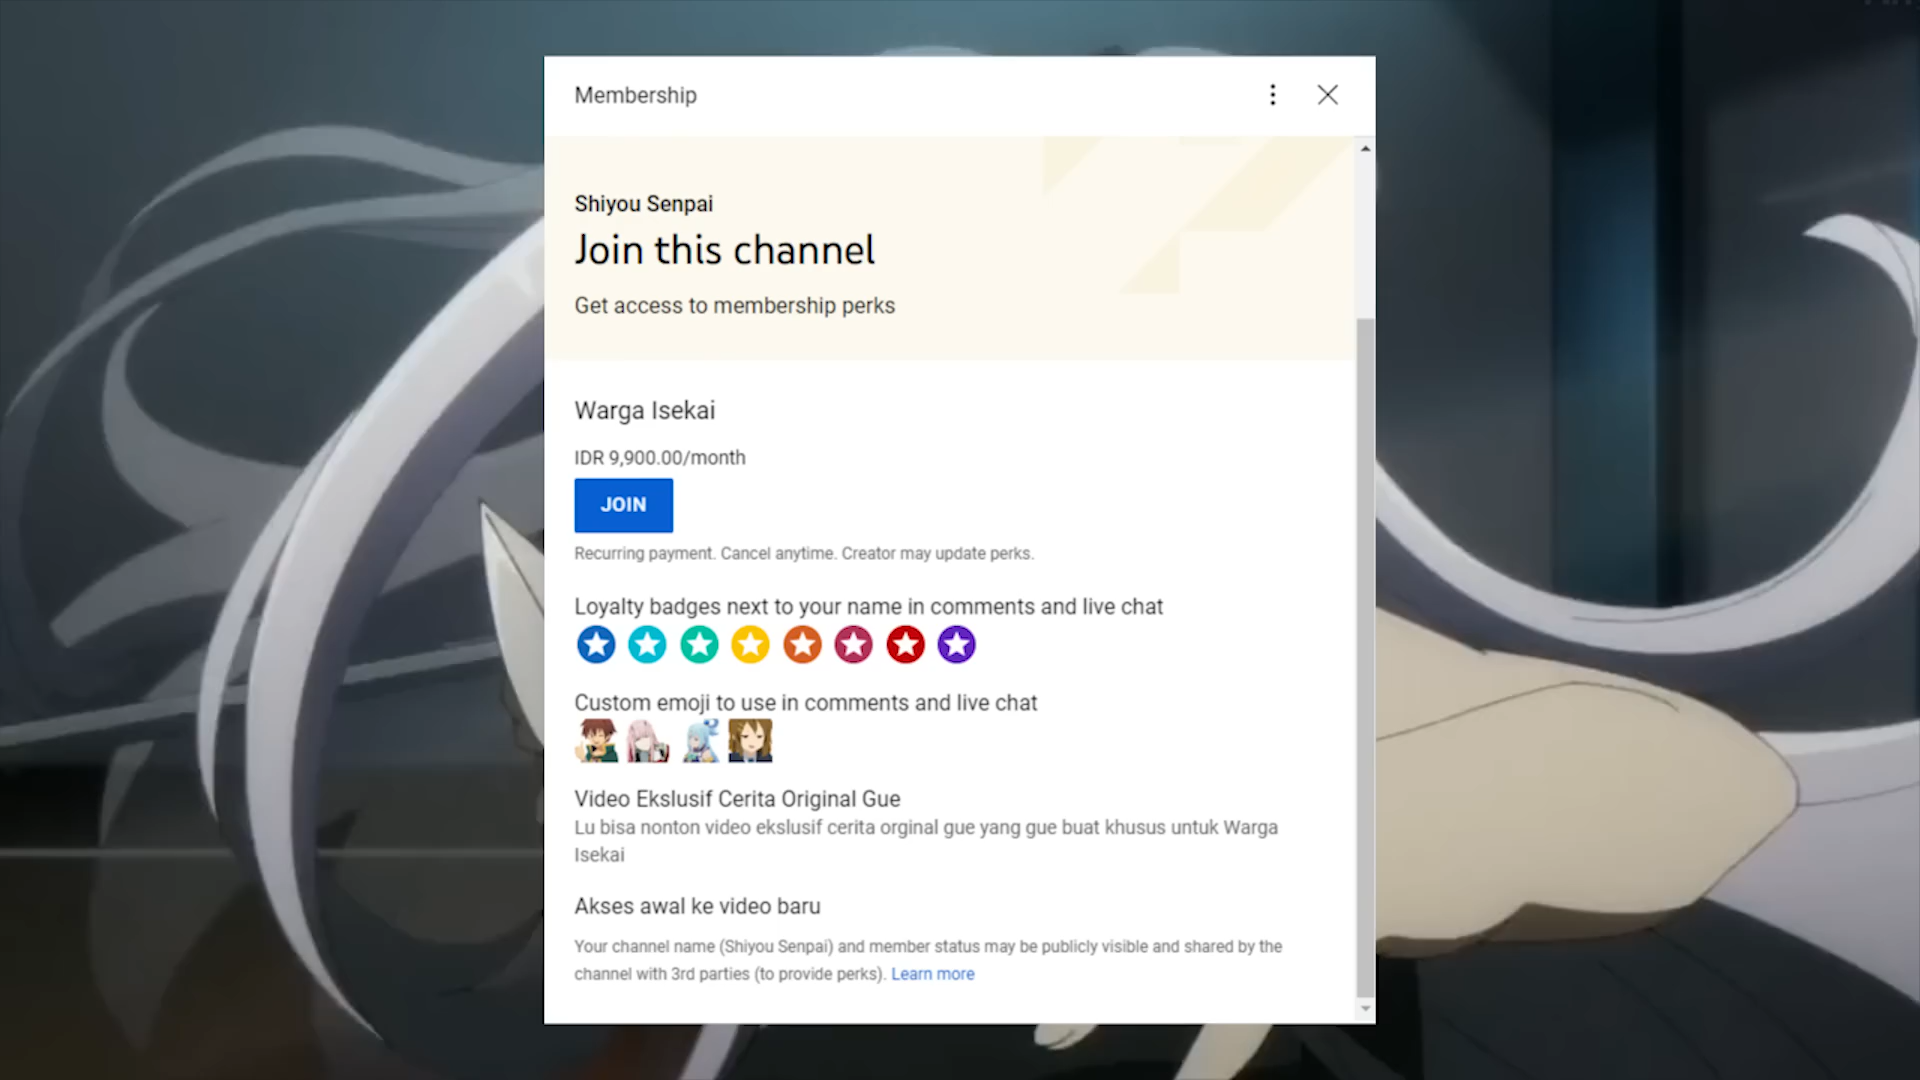 Membership
Shiyou Senpai
Join this channel
Get access to membership perks
Warga Isekai
IDR 9,900.00/month
JOIN
Recurring payment. Cancel anytime. Creator may update perks.
Loyalty badges next to your name in comments and live chat
Custom emoji to use in comments and live chat
Video Ekslusif Cerita Original Gue
Lu bisa nonton video ekslusif cerita orginal gue yang gue buat khusus untuk Warga
Isekai
Akses awal ke video baru
Your channel name (Shiyou Senpai) and member status may be publicly visible and shared by the
channel with 3rd parties (to provide perks). Learn more